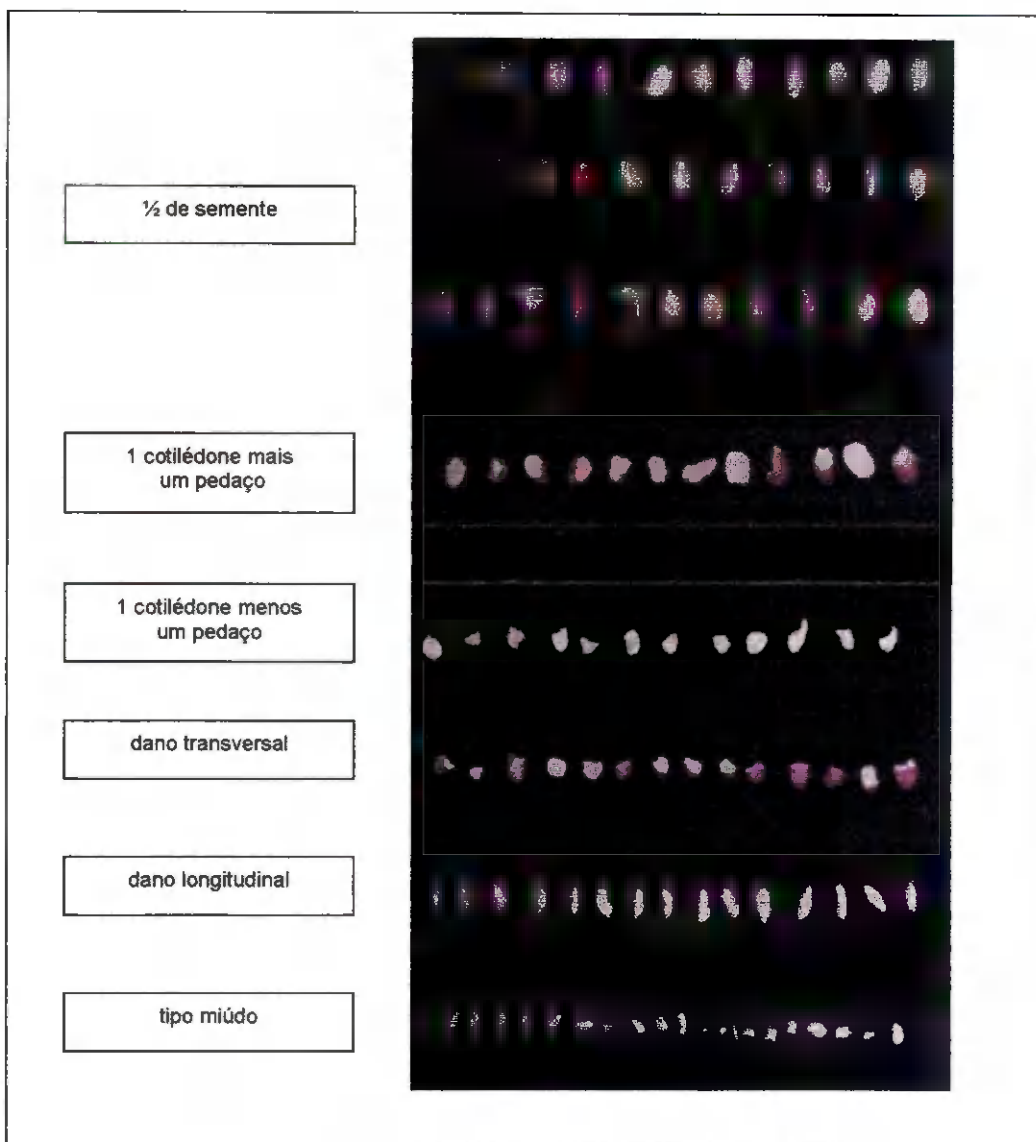 ½ de semente
1 cotilédone mais
um pedaço
1 cotilédone menos
um pedaço
dano transversal
dano longitudinal
tipo miúdo